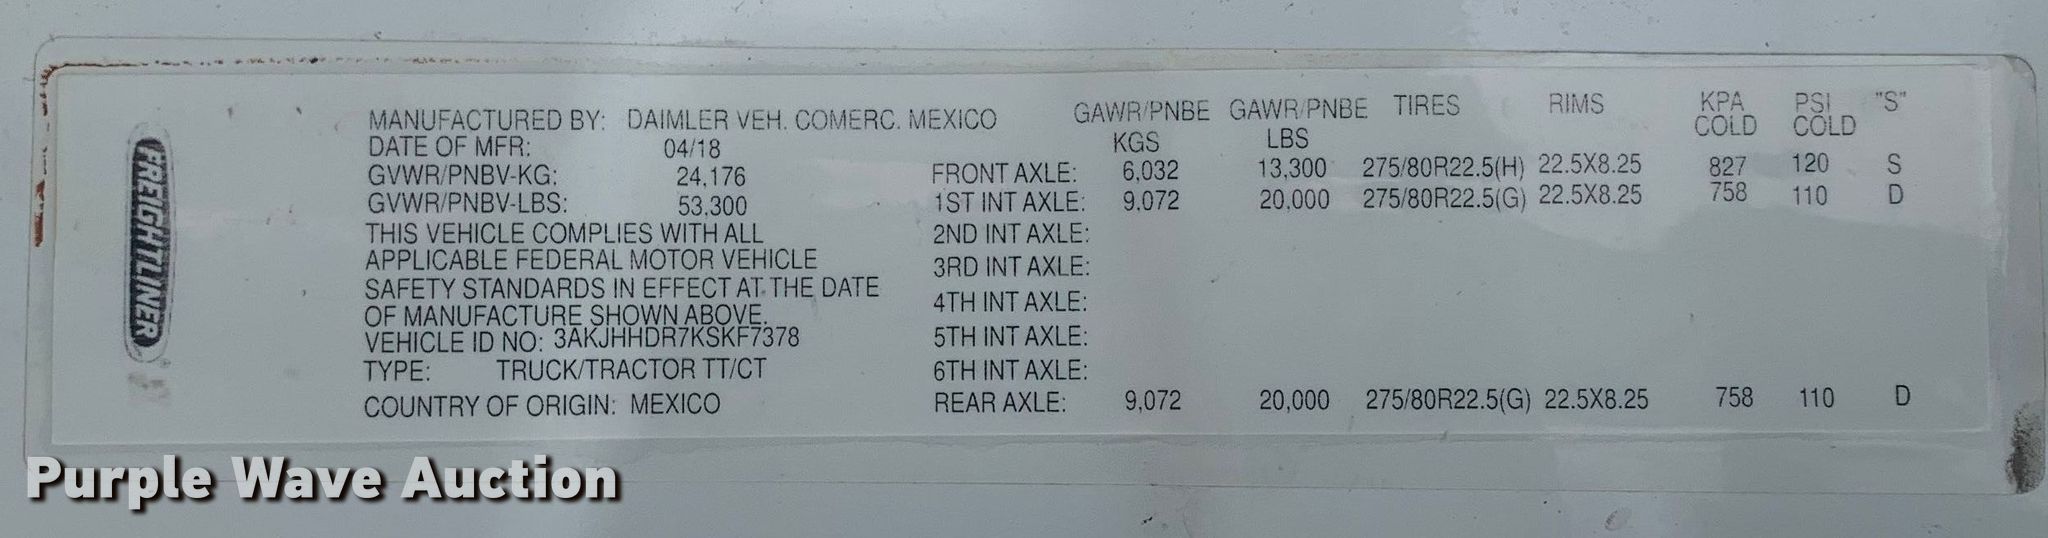 FREIGHTLINER
MANUFACTURED BY: DAIMLER VEH. COMERC. MEXICO
DATE OF MFR: 04/18
GVWR/PNBV-KG: 24,176
GVWR/PNBV-LBS: 53,300
THIS VEHICLE COMPLIES WITH ALL
APPLICABLE FEDERAL MOTOR VEHICLE
SAFETY STANDARDS IN EFFECT AT THE DATE
OF MANUFACTURE SHOWN ABOVE.
VEHICLE ID NO: 3AKJHHDR7KSKF7378
TYPE: TRUCK/TRACTOR TT/CT
COUNTRY OF ORIGIN: MEXICO
GAWR/PNBE GAWR/PNBE TIRES RIMS KPA PSI "S"
KGS LBS COLD COLD
FRONT AXLE: 6,032 13,300 275/80R22.5(H) 22.5X8.25 827 120 S
1ST INT AXLE: 9,072 20,000 275/80R22.5(G) 22.5X8.25 758 110 D
2ND INT AXLE:
3RD INT AXLE:
4TH INT AXLE:
5TH INT AXLE:
6TH INT AXLE:
REAR AXLE: 9,072 20,000 275/80R22.5(G) 22.5X8.25 758 110 D
Purple Wave Auction